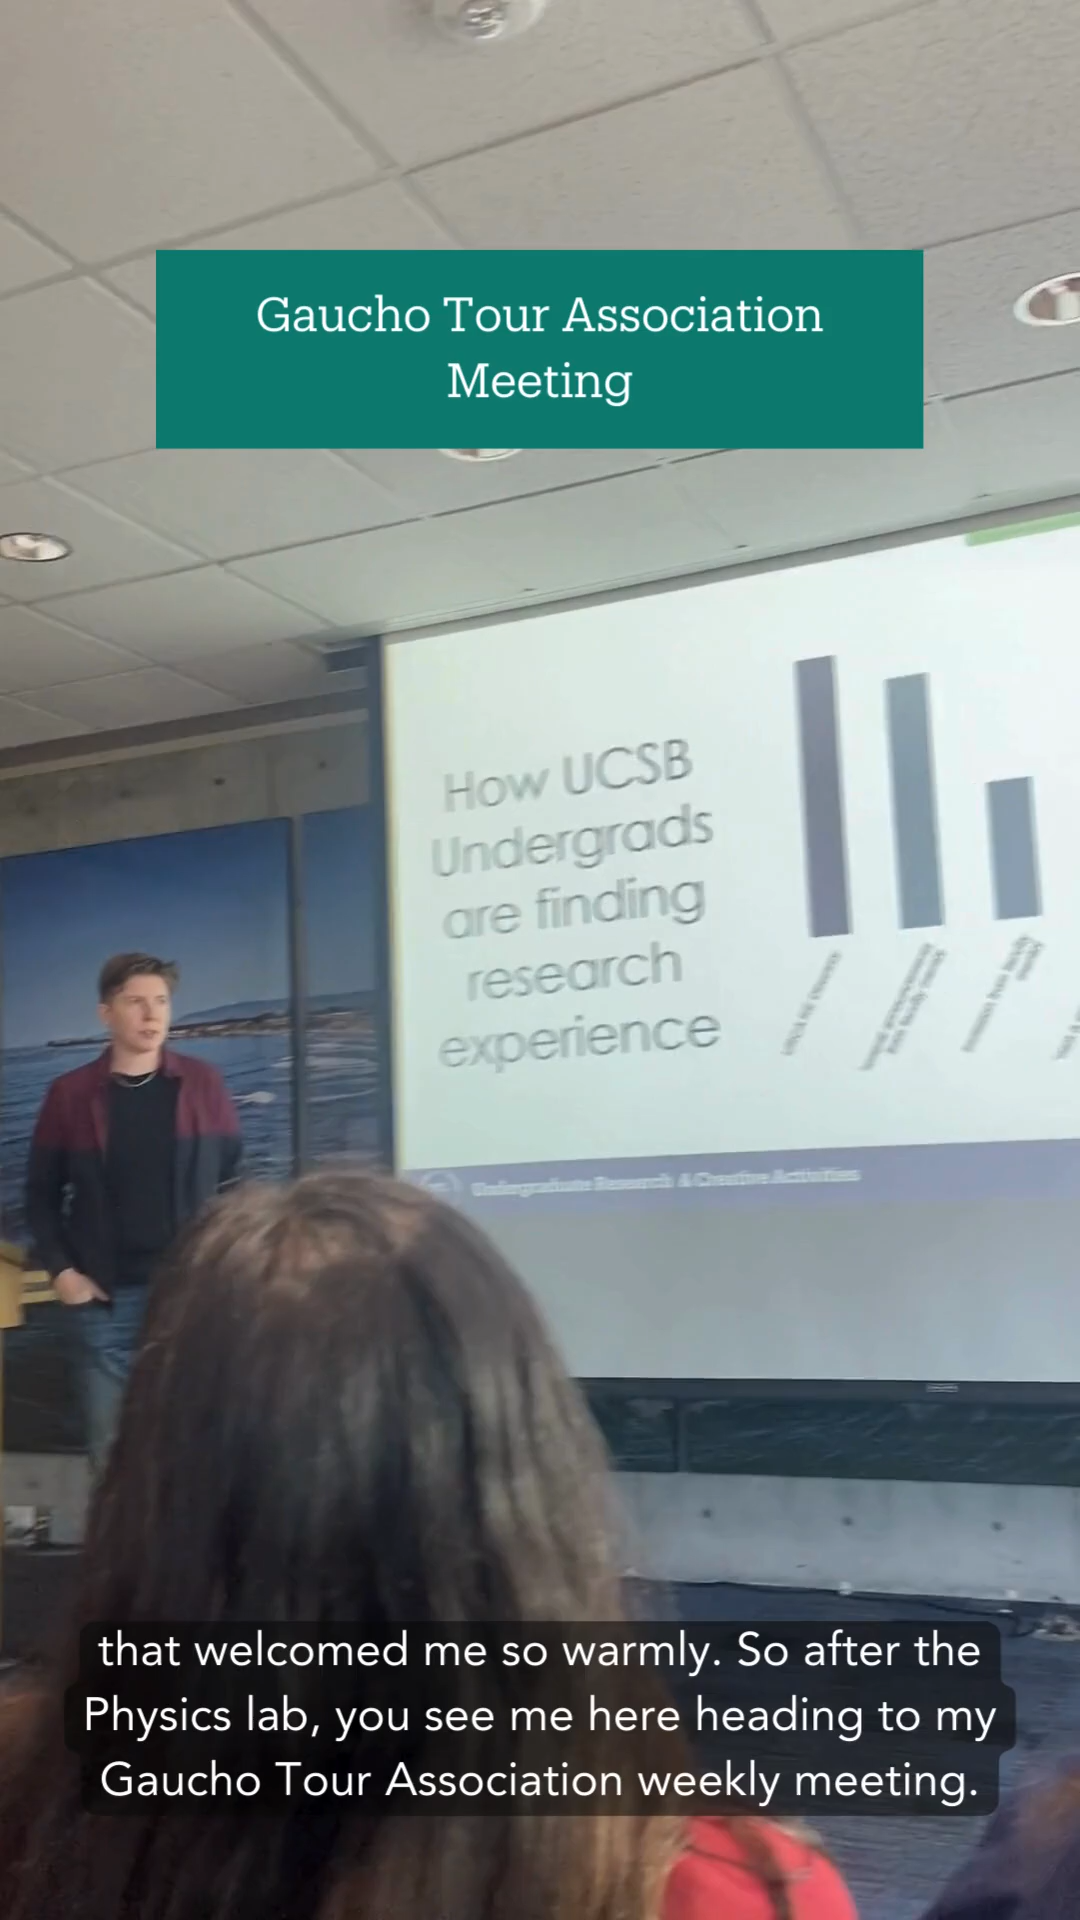 Gaucho Tour Association
Meeting
How UCSB
Undergrads
are finding
research
experience
Undergraduate Research & Creative Activities
that welcomed me so warmly. So after the
Physics lab, you see me here heading to my
Gaucho Tour Association weekly meeting.